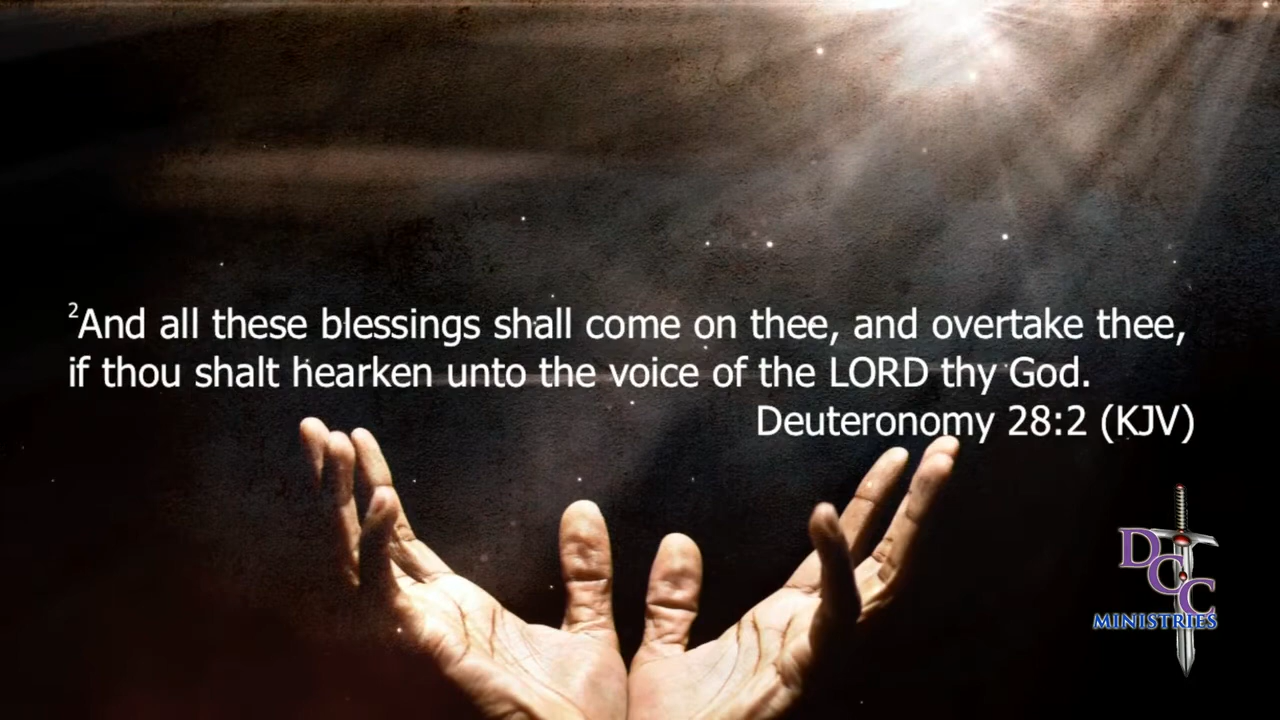 ²And all these blessings shall come on thee, and overtake thee,
if thou shalt hearken unto the voice of the LORD thy God.
Deuteronomy 28:2 (KJV)
DCC
MINISTRIES